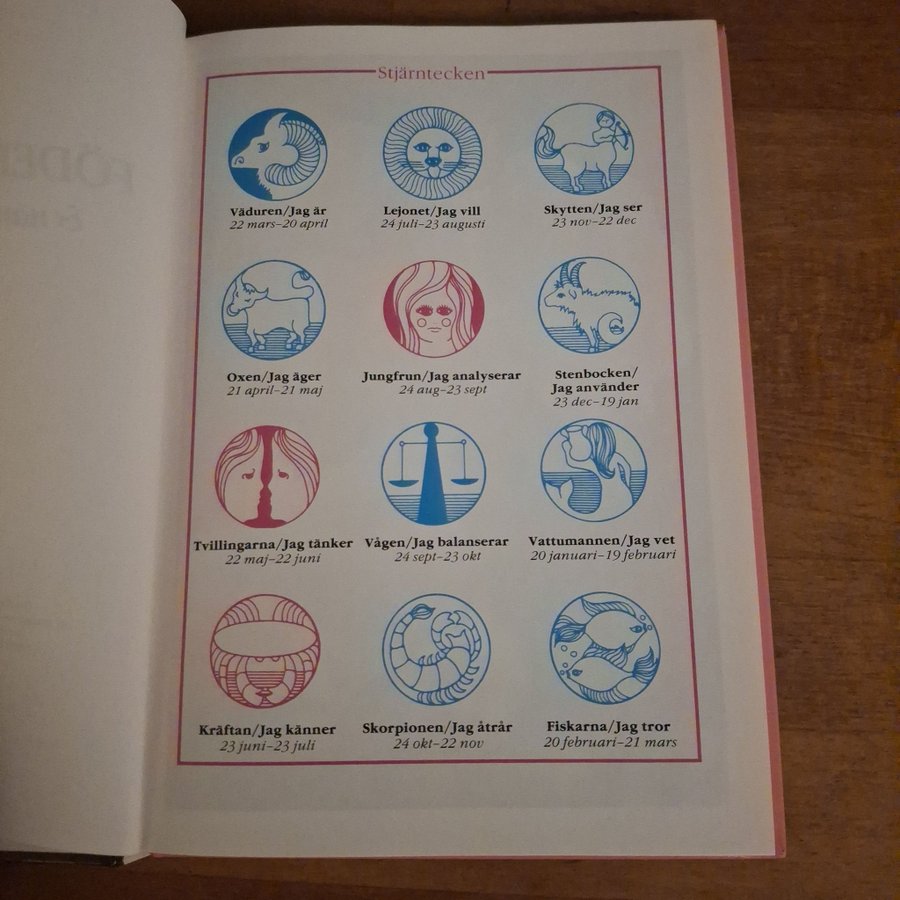 Stjärntecken
Väduren/Jag är
22 mars–20 april
Lejonet/Jag vill
24 juli–23 augusti
Skytten/Jag ser
23 nov–22 dec
Oxen/Jag äger
21 april–21 maj
Jungfrun/Jag analyserar
24 aug–23 sept
Stenbocken/
Jag använder
23 dec–19 jan
Tvillingarna/Jag tänker
22 maj–22 juni
Vågen/Jag balanserar
24 sept–23 okt
Vattumannen/Jag vet
20 januari–19 februari
Kräftan/Jag känner
23 juni–23 juli
Skorpionen/Jag åtrår
24 okt–22 nov
Fiskarna/Jag tror
20 februari–21 mars